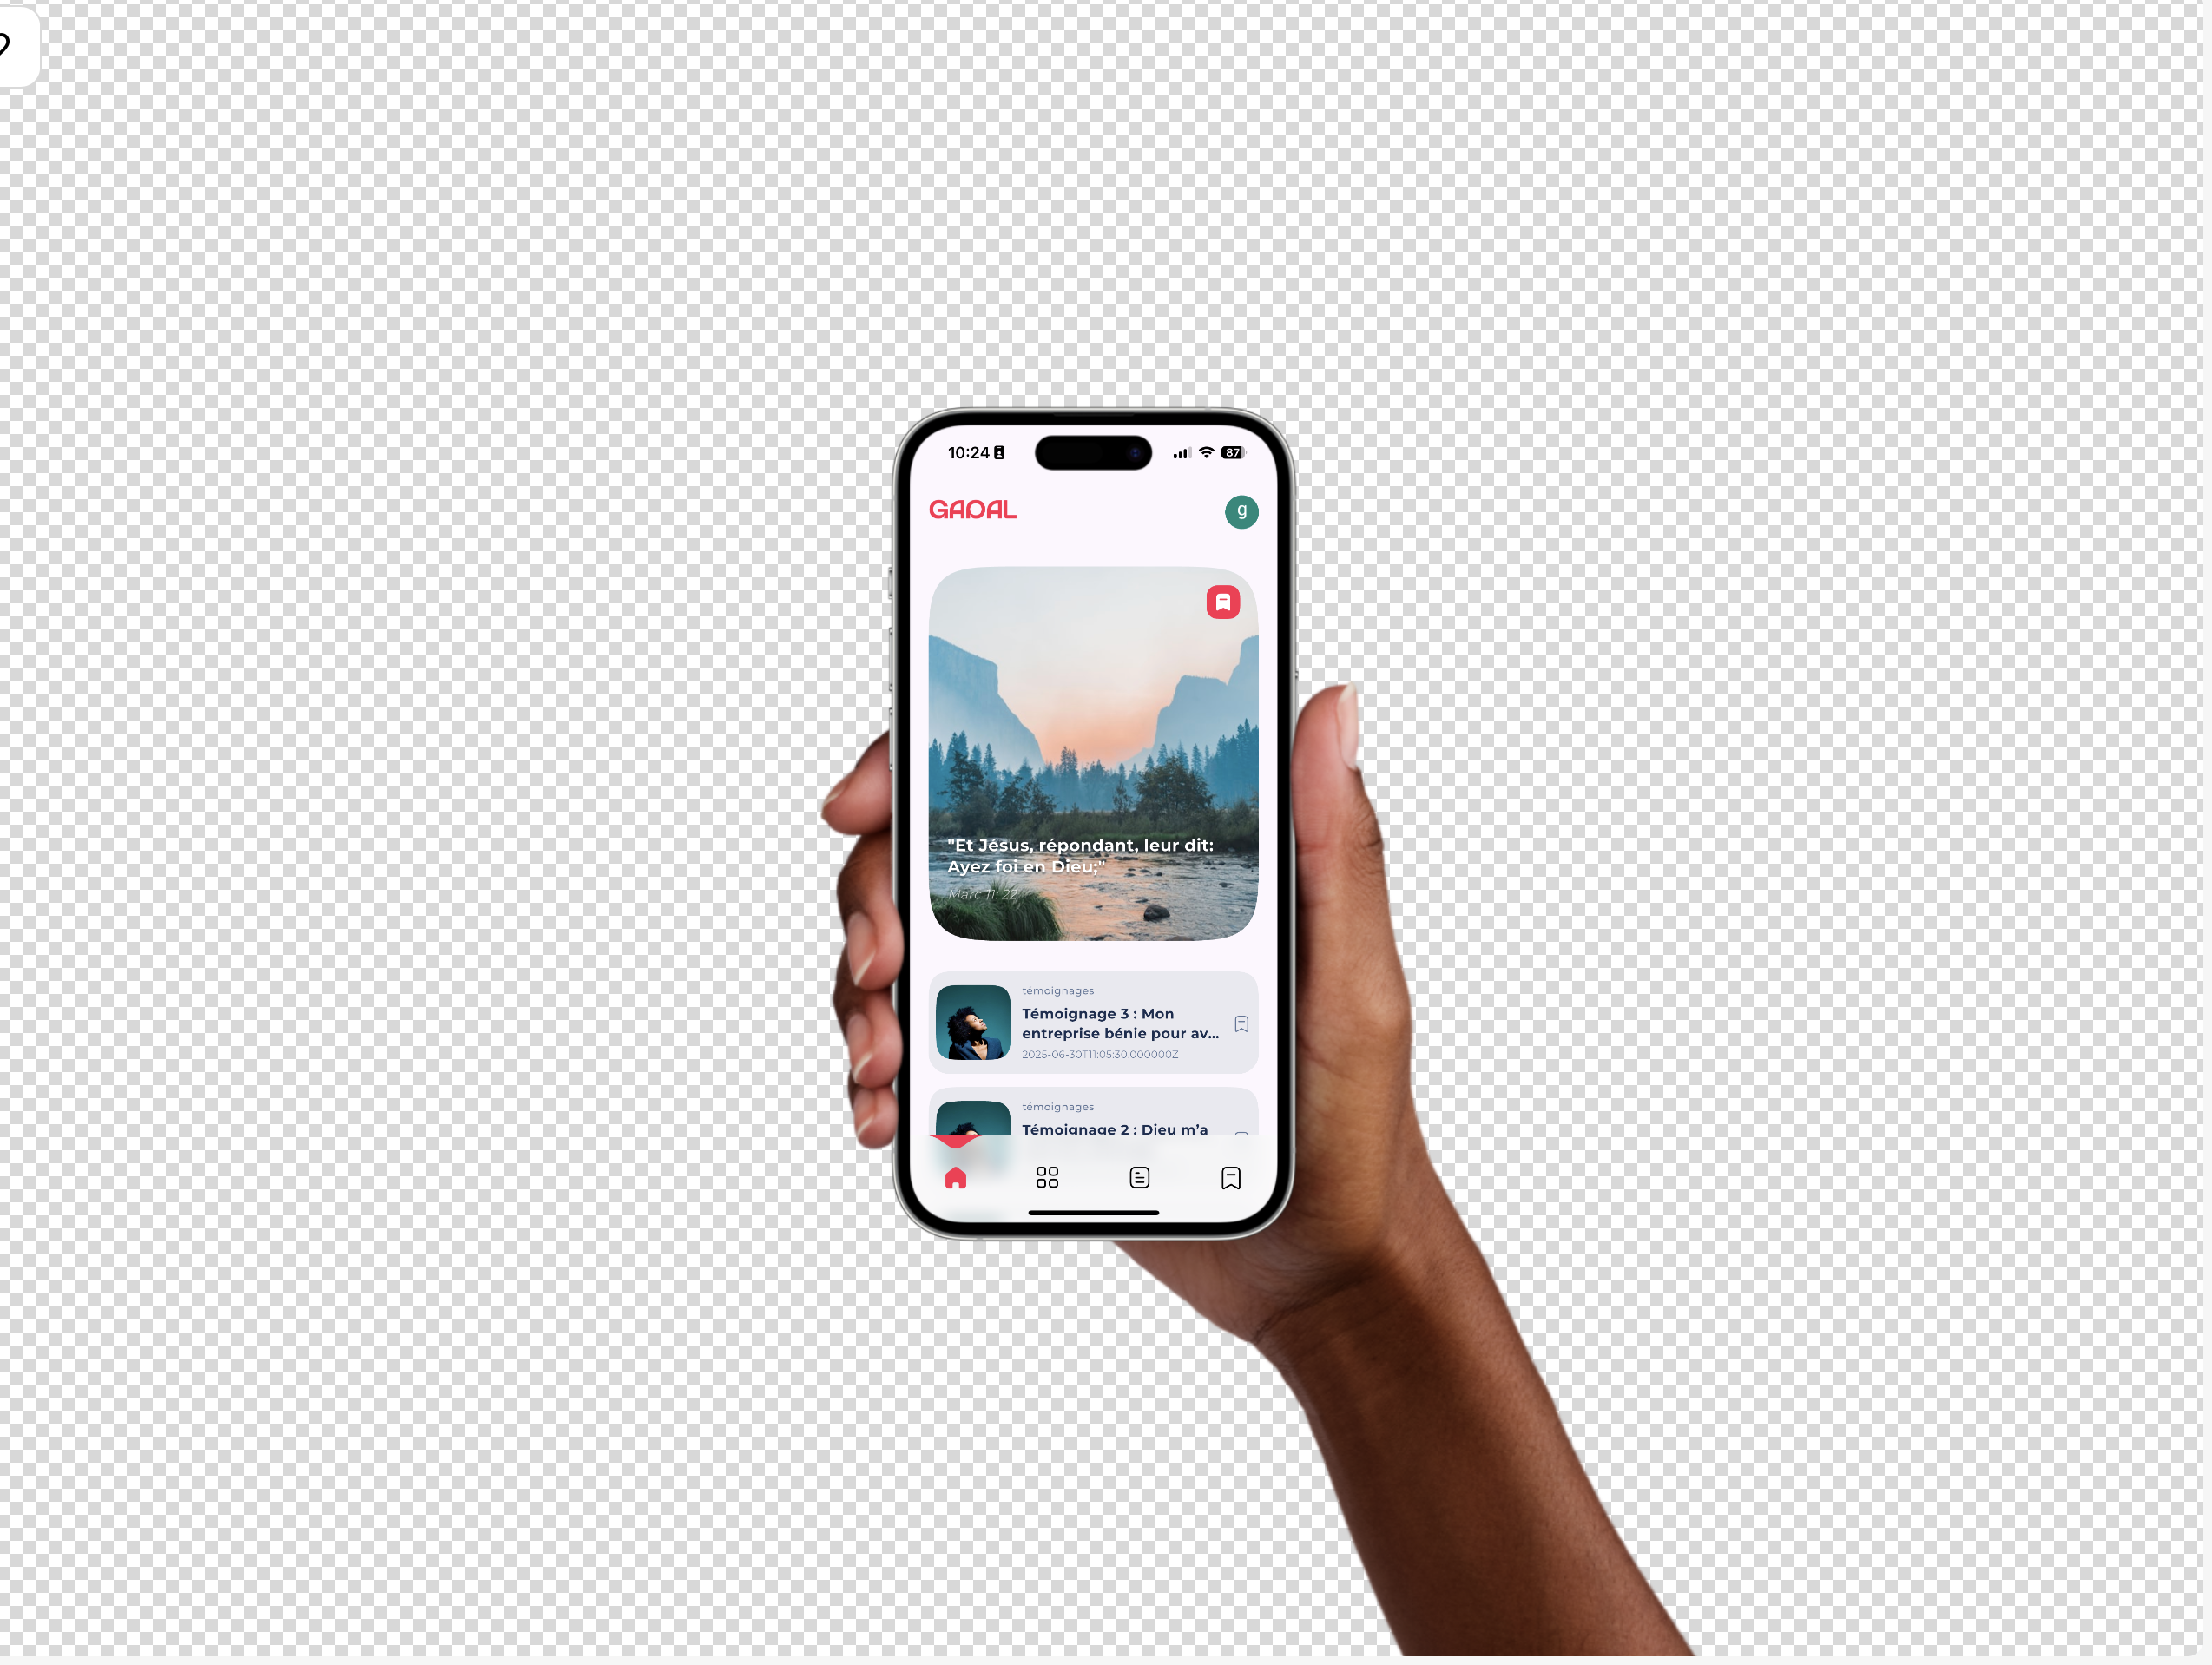 10:24
87
GADAL
g
"Et Jésus, répondant, leur dit:
Ayez foi en Dieu;"
Marc 11: 22
témoignages
Témoignage 3 : Mon
entreprise bénie pour av...
2025-06-30T11:05:30.000000Z
témoignages
Témoignage 2 : Dieu m'a